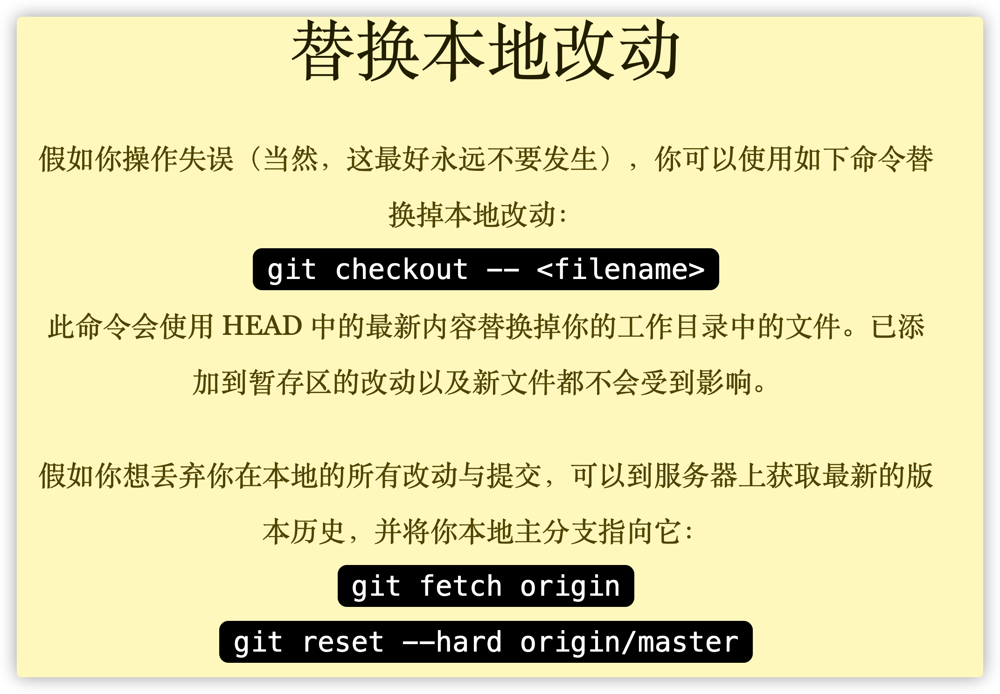 替换本地改动
假如你操作失误（当然，这最好永远不要发生），你可以使用如下命令替
换掉本地改动：
git checkout -- <filename>
此命令会使用 HEAD 中的最新内容替换掉你的工作目录中的文件。已添
加到暂存区的改动以及新文件都不会受到影响。
假如你想丢弃你在本地的所有改动与提交，可以到服务器上获取最新的版
本历史，并将你本地主分支指向它：
git fetch origin
git reset --hard origin/master